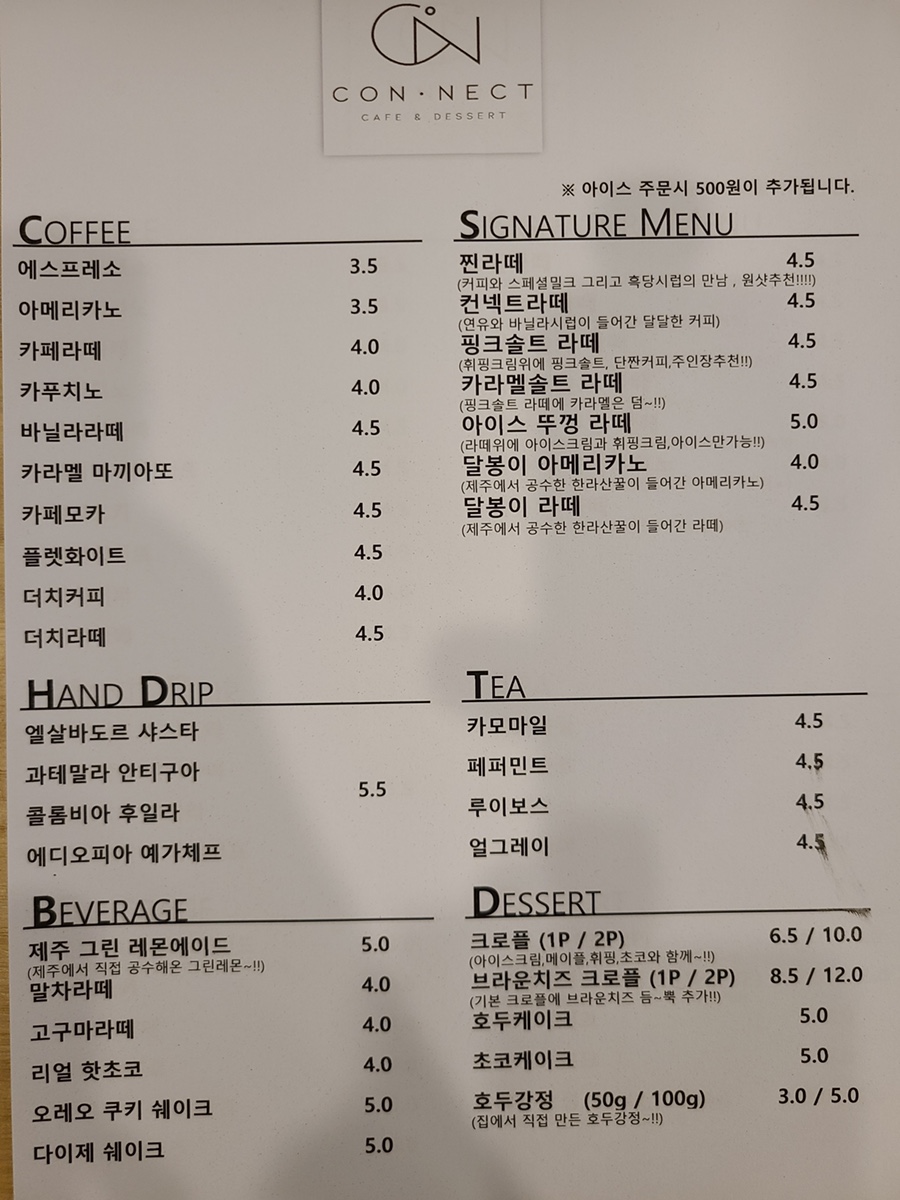 CON·NECT
CAFE & DESSERT
※ 아이스 주문시 500원이 추가됩니다.
COFFEE
에스프레소 3.5
아메리카노 3.5
카페라떼 4.0
카푸치노 4.0
바닐라라떼 4.5
카라멜 마끼아또 4.5
카페모카 4.5
플렛화이트 4.5
더치커피 4.0
더치라떼 4.5
SIGNATURE MENU
찐라떼 4.5
(커피와 스페셜밀크 그리고 흑당시럽의 만남 , 원샷추천!!!!)
컨넥트라떼 4.5
(연유와 바닐라시럽이 들어간 달달한 커피)
핑크솔트 라떼 4.5
(휘핑크림위에 핑크솔트, 단짠커피,주인장추천!!)
카라멜솔트 라떼 4.5
(핑크솔트 라떼에 카라멜은 덤~!!)
아이스 뚜껑 라떼 5.0
(라떼위에 아이스크림과 휘핑크림,아이스만가능!!)
달봉이 아메리카노 4.0
(제주에서 공수한 한라산꿀이 들어간 아메리카노)
달봉이 라떼 4.5
(제주에서 공수한 한라산꿀이 들어간 라떼)
HAND DRIP
엘살바도르 샤스타
과테말라 안티구아
5.5
콜롬비아 후일라
에디오피아 예가체프
TEA
카모마일 4.5
페퍼민트 4.5
루이보스 4.5
얼그레이 4.5
BEVERAGE
제주 그린 레몬에이드 5.0
(제주에서 직접 공수해온 그린레몬~!!)
말차라떼 4.0
고구마라떼 4.0
리얼 핫초코 4.0
오레오 쿠키 쉐이크 5.0
다이제 쉐이크 5.0
DESSERT
크로플 (1P / 2P) 6.5 / 10.0
(아이스크림,메이플,휘핑,초코와 함께~!!)
브라운치즈 크로플 (1P / 2P) 8.5 / 12.0
(기본 크로플에 브라운치즈 듬~뿍 추가!!)
호두케이크 5.0
초코케이크 5.0
호두강정 (50g / 100g) 3.0 / 5.0
(집에서 직접 만든 호두강정~!!)